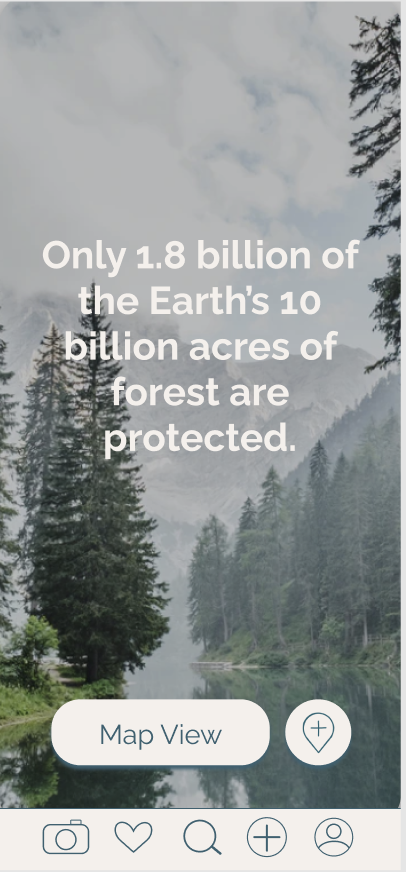 Only 1.8 billion of
the Earth’s 10
billion acres of
forest are
protected.
Map View